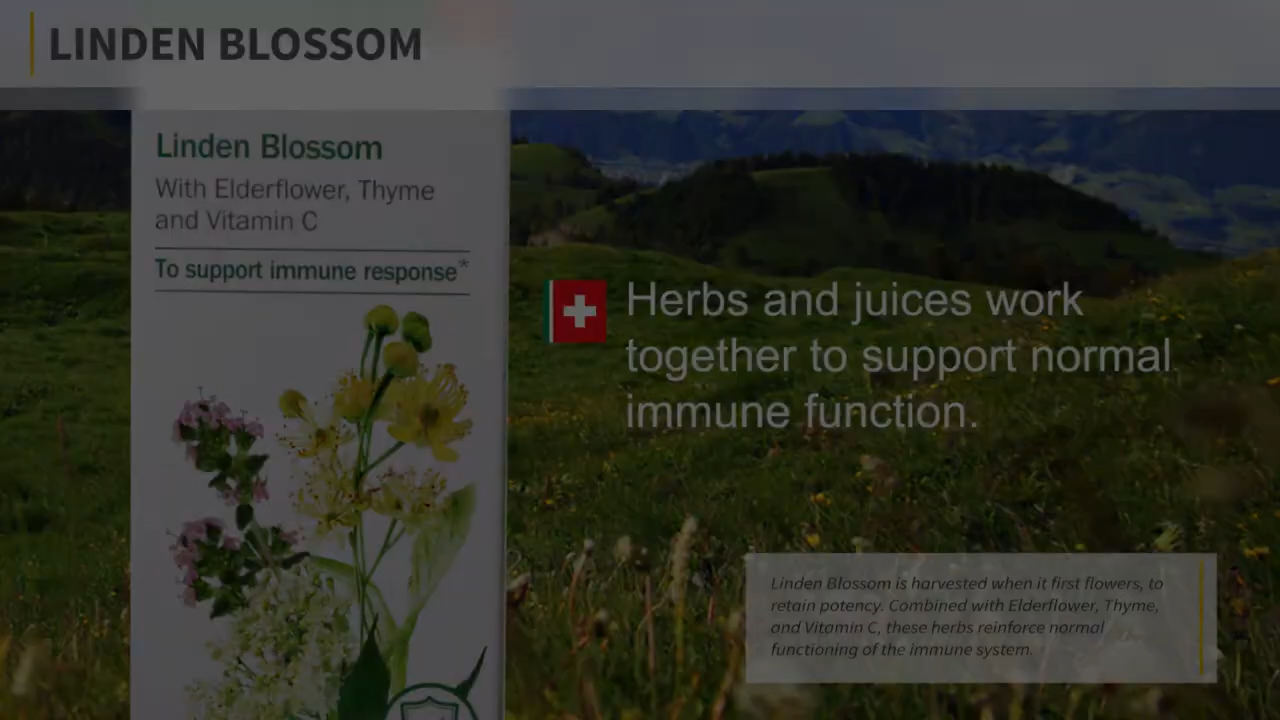 LINDEN BLOSSOM
Linden Blossom
With Elderflower, Thyme
and Vitamin C
To support immune response*
Herbs and juices work
together to support normal
immune function.
Linden Blossom is harvested when it first flowers, to
retain potency. Combined with Elderflower, Thyme,
and Vitamin C, these herbs reinforce normal
functioning of the immune system.